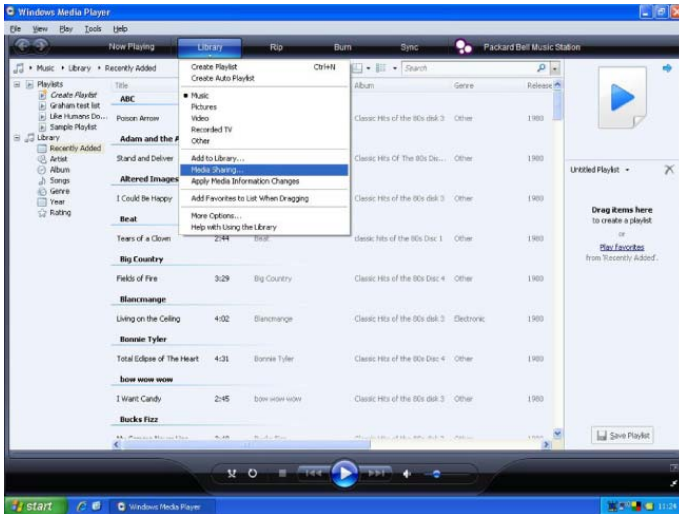 Windows Media Player
File View Play Tools Help
Now Playing Library Rip Burn Sync Packard Bell Music Station
Music Library Recently Added
Search
Create Playlist Ctrl+N
Create Auto Playlist
Music
Pictures
Video
Recorded TV
Other
Add to Library...
Media Sharing...
Apply Media Information Changes
Add Favorites to List When Dragging
More Options...
Help with Using the Library
Playlists
Create Playlist
Graham test list
Like Humans Do...
Sample Playlist
Library
Recently Added
Artist
Album
Songs
Genre
Year
Rating
Title Album Genre Release
ABC
Poison Arrow Classic Hits of the 80s disk 3 Other 1980
Adam and the A
Stand and Deliver Classic Hits Of The 80s Dis... Other 1980
Altered Images
I Could Be Happy Classic Hits of the 80s disk 3 Other 1980
Beat
Tears of a Clown 2:44 Beat classic hits of the 80s Disc 1 Other 1980
Big Country
Fields of Fire 3:29 Big Country Classic Hits of the 80s Disc 4 Other 1980
Blancmange
Living on the Ceiling 4:02 Blancmange Classic Hits of the 80s disk 3 Electronic 1980
Bonnie Tyler
Total Eclipse of The Heart 4:31 Bonnie Tyler Classic Hits of the 80s Disc 4 Other 1980
bow wow wow
I Want Candy 2:45 bow wow wow Classic Hits of the 80s disk 3 Other 1980
Bucks Fizz
Untitled Playlist
Drag items here
to create a playlist
or
Play favorites
from 'Recently Added'.
Save Playlist
start Windows Media Player 11:24